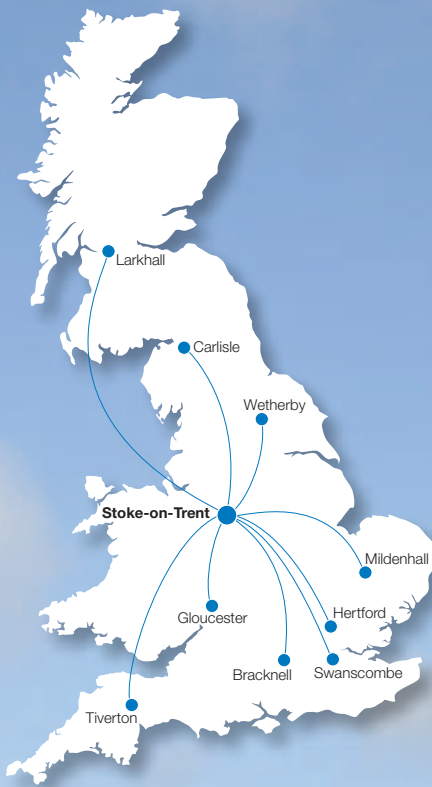 Larkhall
Carlisle
Wetherby
Stoke-on-Trent
Mildenhall
Gloucester
Hertford
Bracknell
Swanscombe
Tiverton